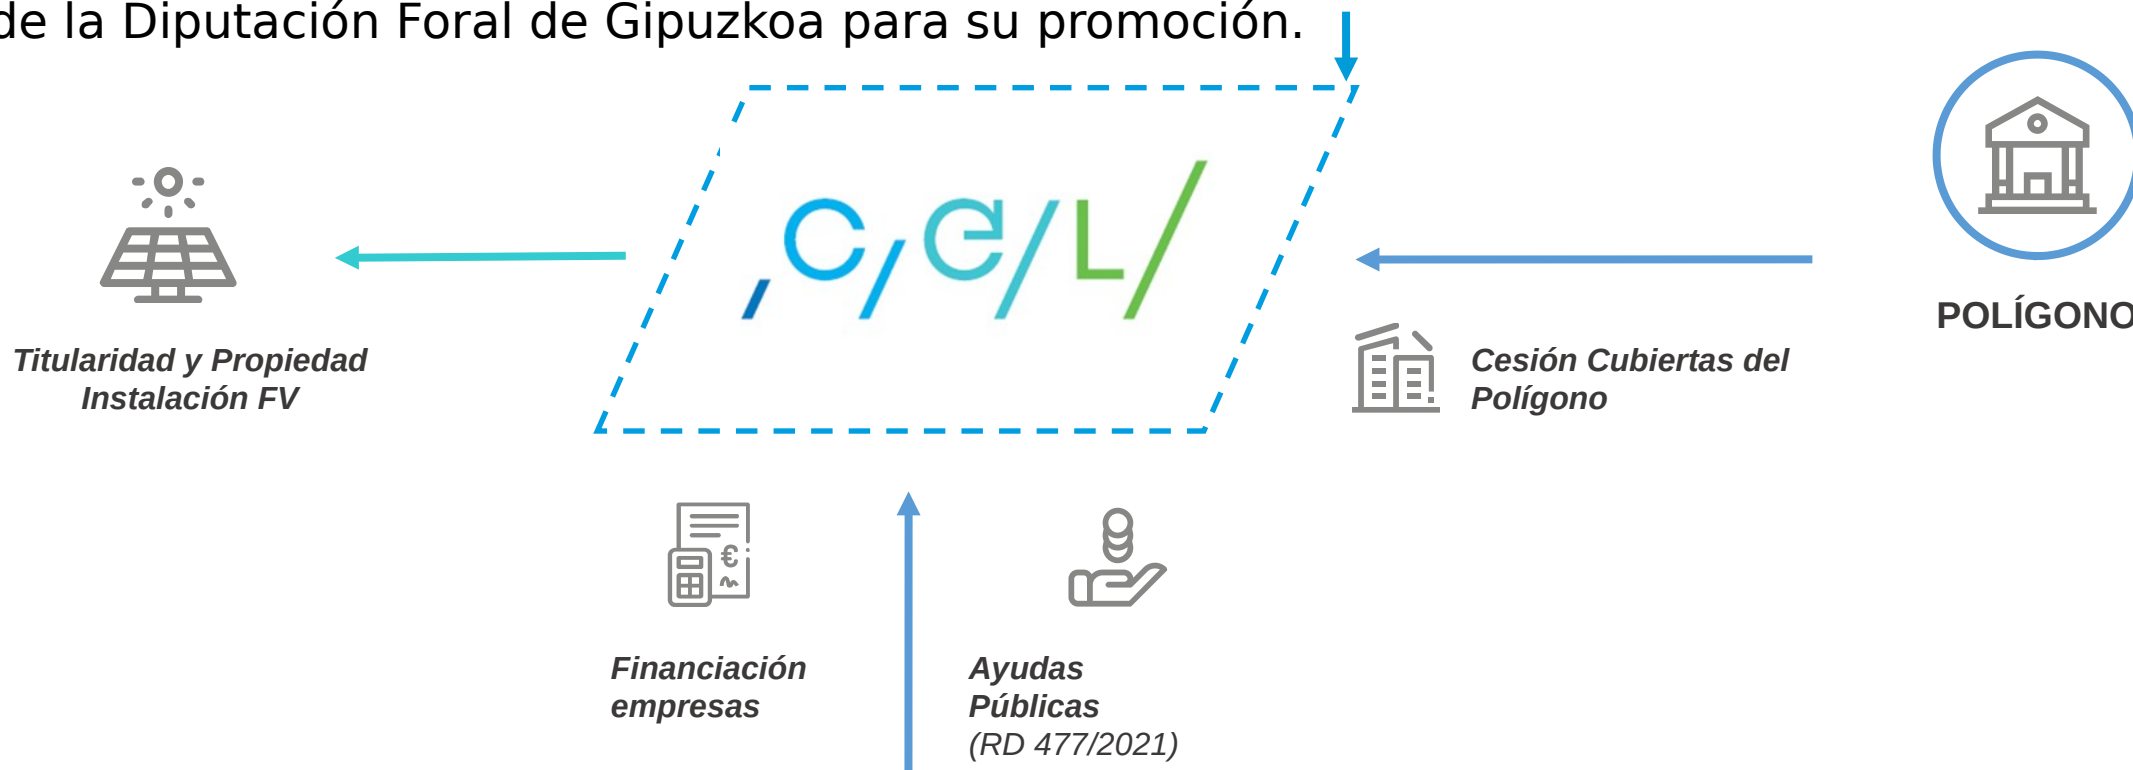 de la Diputación Foral de Gipuzkoa para su promoción.
,C/e/L/
POLÍGONO
Titularidad y Propiedad
Instalación FV
Cesión Cubiertas del
Polígono
€
Financiación
empresas
Ayudas
Públicas
(RD 477/2021)